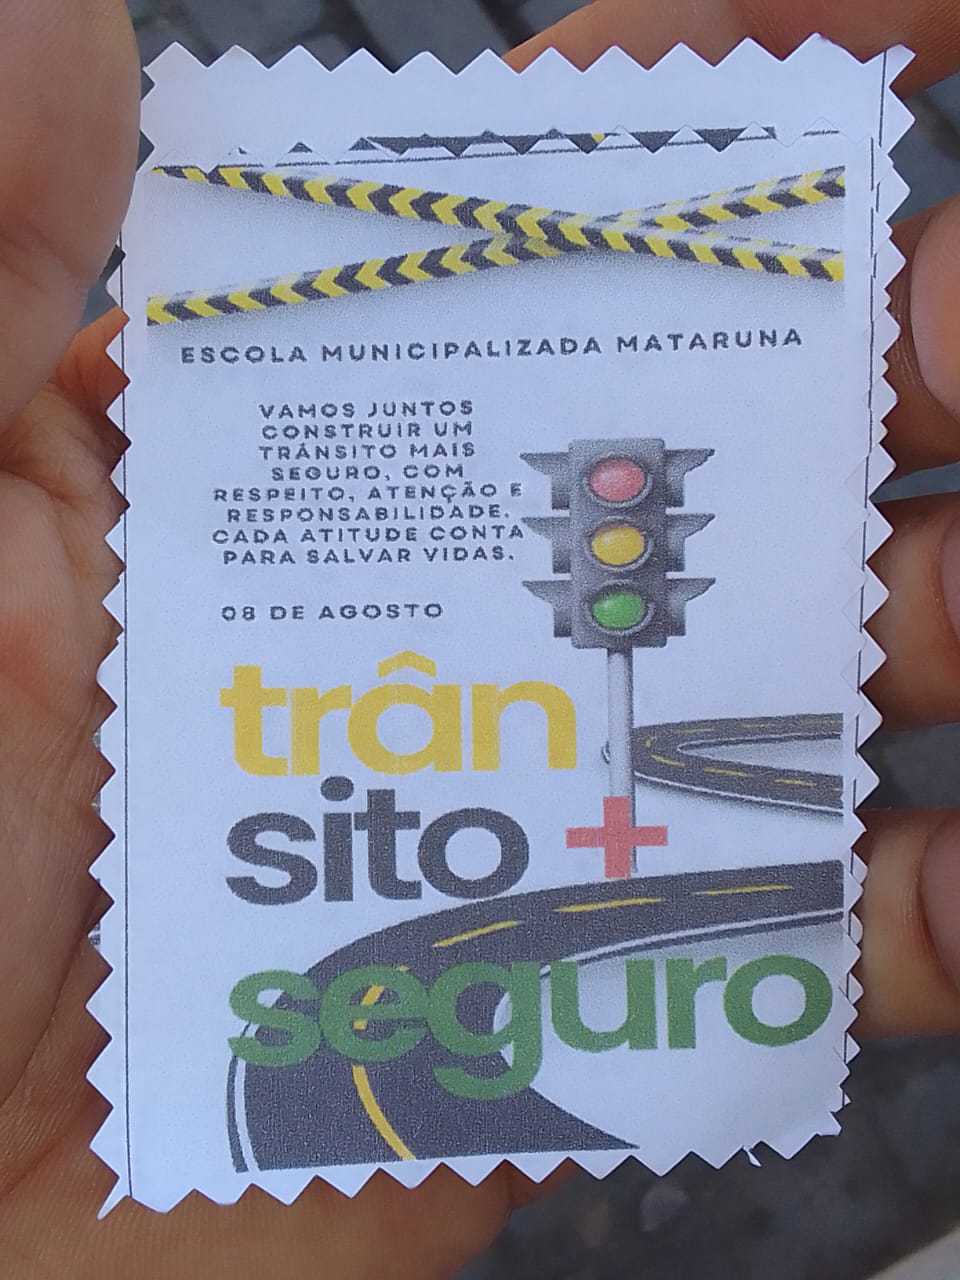 ESCOLA MUNICIPALIZADA MATARUNA
VAMOS JUNTOS
CONSTRUIR UM
TRÂNSITO MAIS
SEGURO, COM
RESPEITO, ATENÇÃO E
RESPONSABILIDADE.
CADA ATITUDE CONTA
PARA SALVAR VIDAS.
08 DE AGOSTO
trân
sito +
seguro